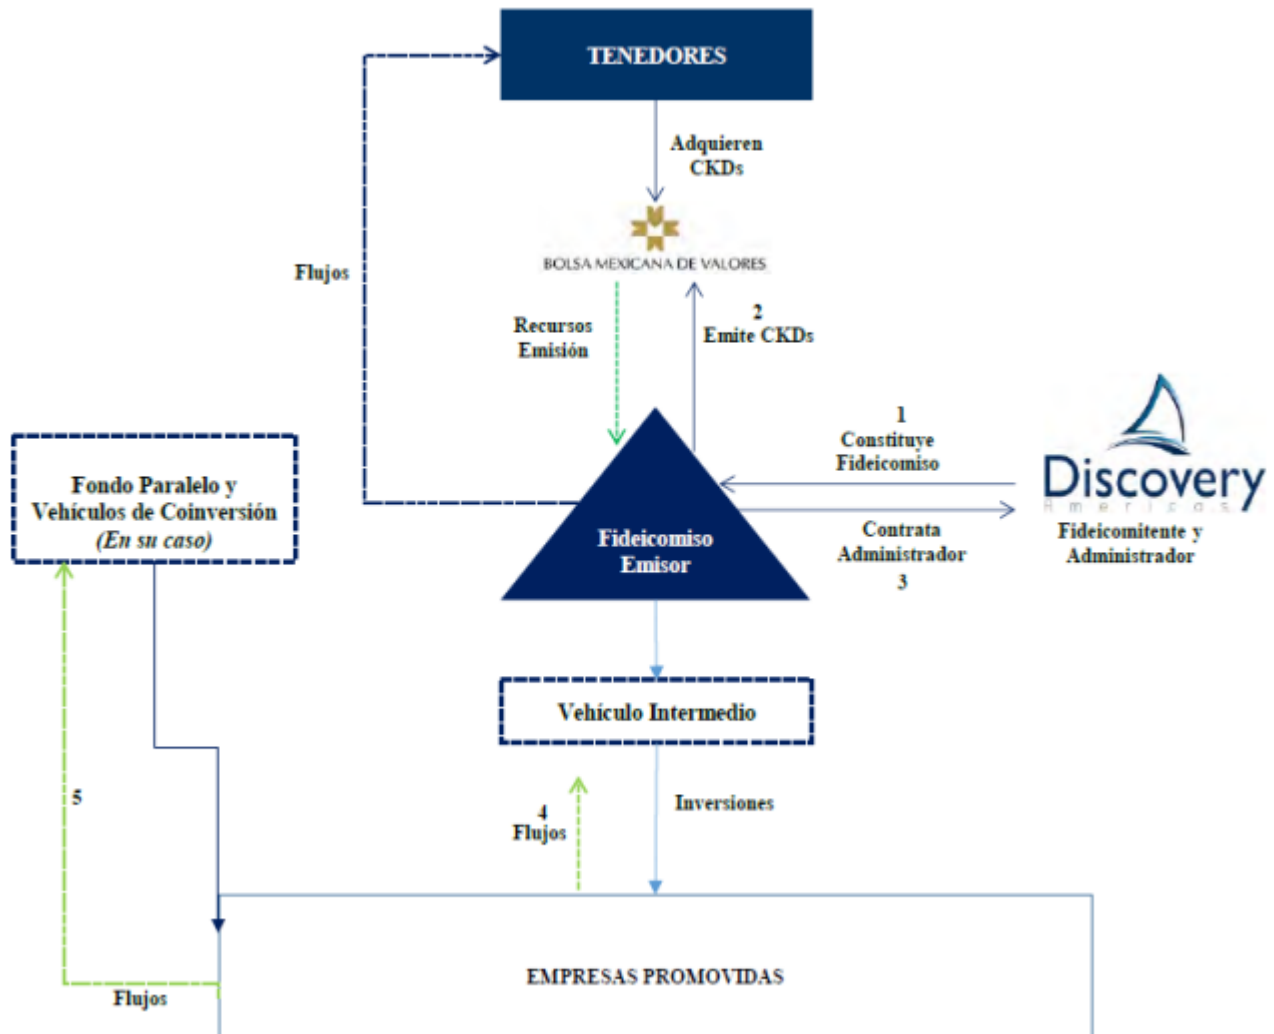 TENEDORES
Adquieren
CKDs
BOLSA MEXICANA DE VALORES
Flujos
Recursos
Emisión
2
Emite CKDs
1
Constituye
Fideicomiso
Discovery
Americas
Fideicomitente y
Administrador
Contrata
Administrador
3
Fondo Paralelo y
Vehículos de Coinversión
(En su caso)
Fideicomiso
Emisor
Vehículo Intermedio
5
4
Flujos
Inversiones
EMPRESAS PROMOVIDAS
Flujos